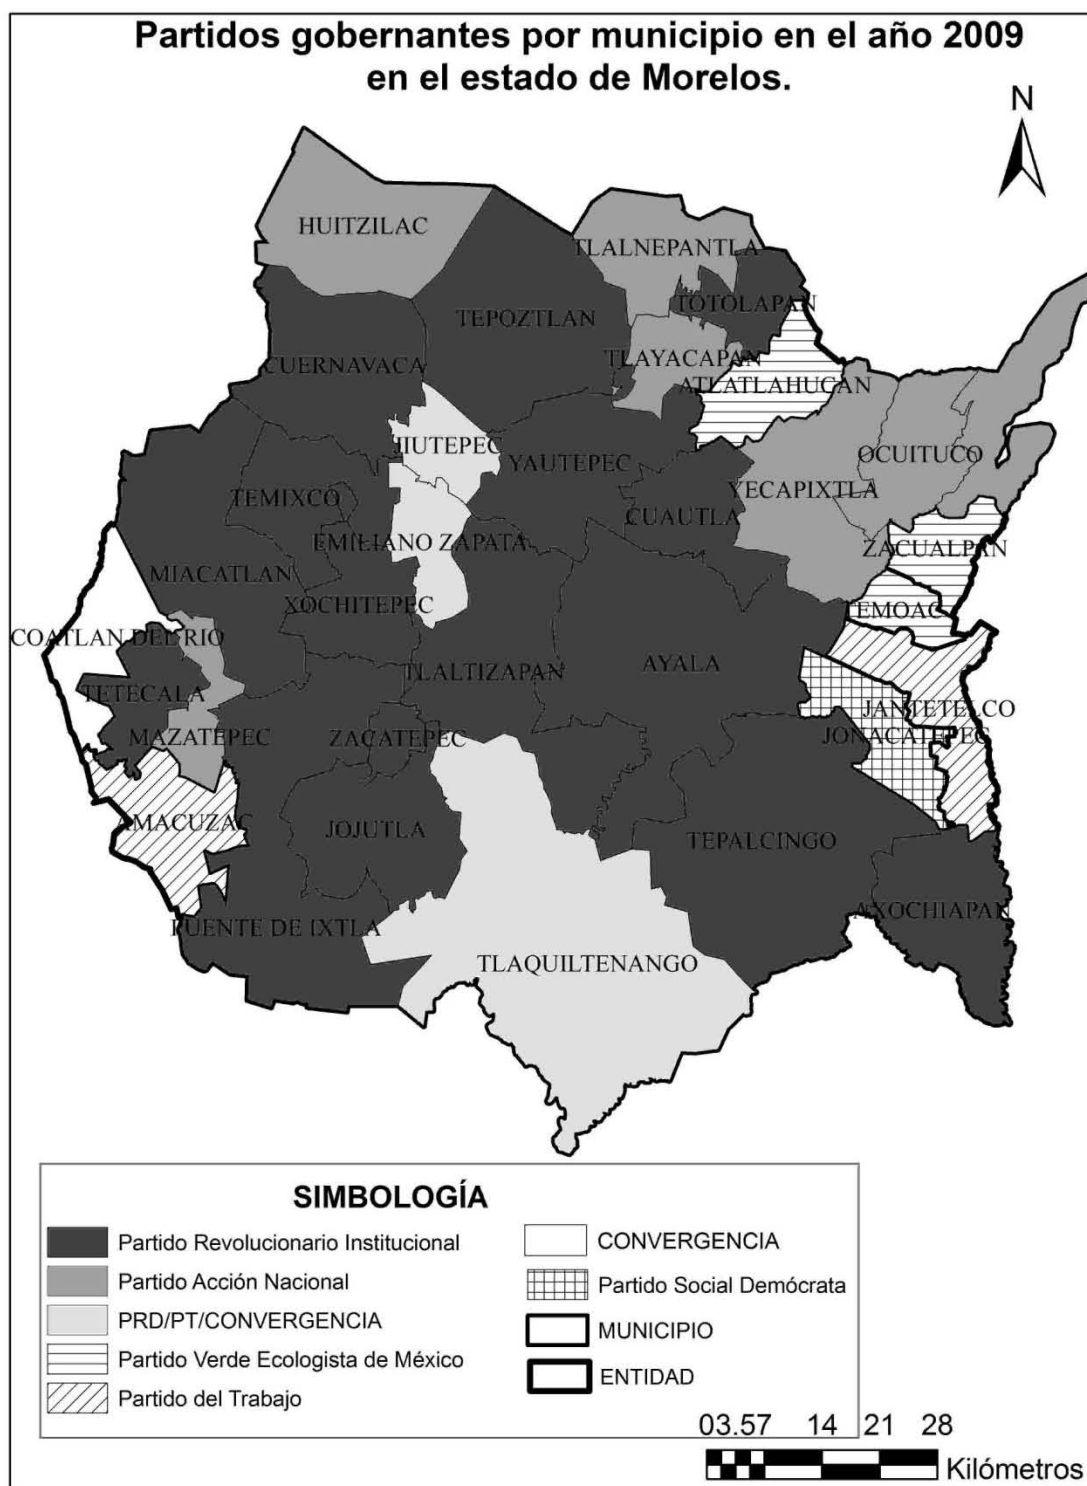 Partidos gobernantes por municipio en el año 2009
en el estado de Morelos.
N
HUITZILAC
TLALNEPANTLA
TEPOZTLAN
TOTOLAPAN
CUERNAVACA
TLAYACAPAN
ATLATLAHUCAN
JIUTEPEC
YAUTEPEC
OCUITUCO
TEMIXCO
CUAUTLA
YECAPIXTLA
EMILIANO ZAPATA
ZACUALPAN
MIACATLAN
XOCHITEPEC
TEMOAC
COATLAN DEL RIO
TLALTIZAPAN
AYALA
TETECALA
JANTETELCO
MAZATEPEC
ZACATEPEC
JONACATEPEC
AMACUZAC
JOJUTLA
TEPALCINGO
PUENTE DE IXTLA
AXOCHIAPAN
TLAQUILTENANGO
SIMBOLOGÍA
Partido Revolucionario Institucional
Partido Acción Nacional
PRD/PT/CONVERGENCIA
Partido Verde Ecologista de México
Partido del Trabajo
CONVERGENCIA
Partido Social Demócrata
MUNICIPIO
ENTIDAD
03.57 14 21 28
Kilómetros